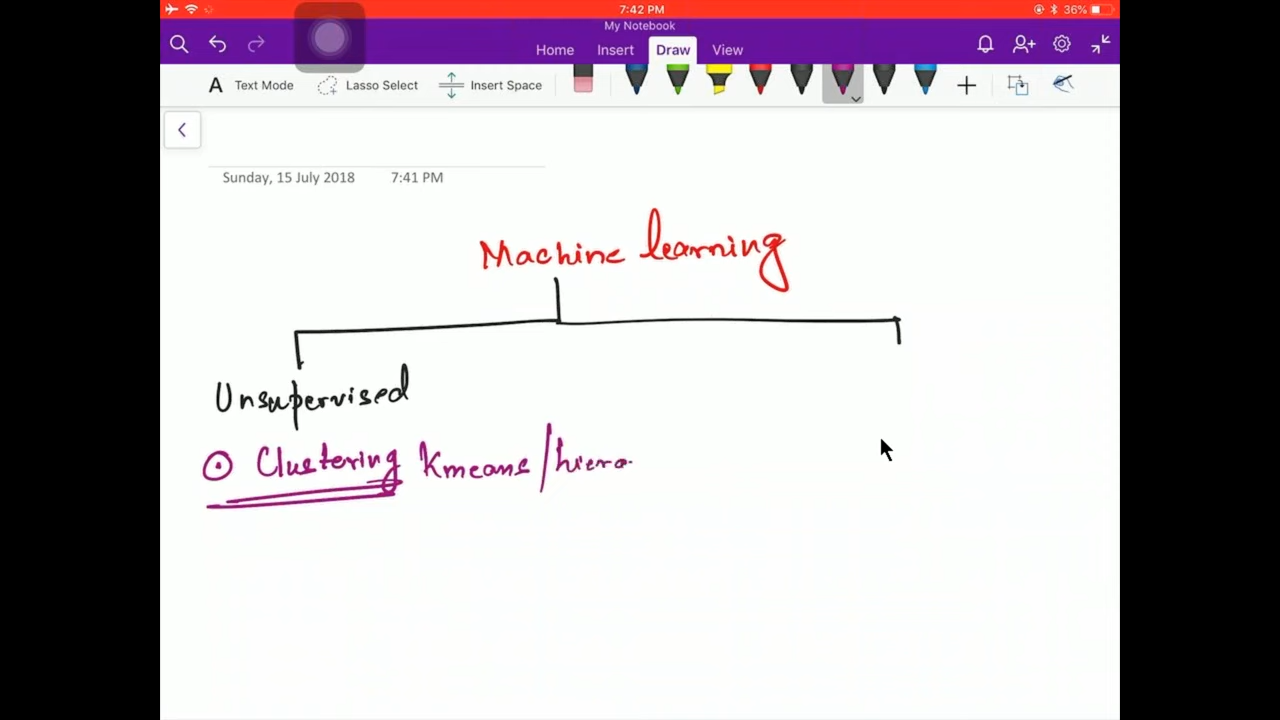 7:42 PM
36%
My Notebook
Home Insert Draw View
A Text Mode Lasso Select Insert Space
Sunday, 15 July 2018 7:41 PM
Machine learning
Unsupervised
Clustering Kmeans/hiera